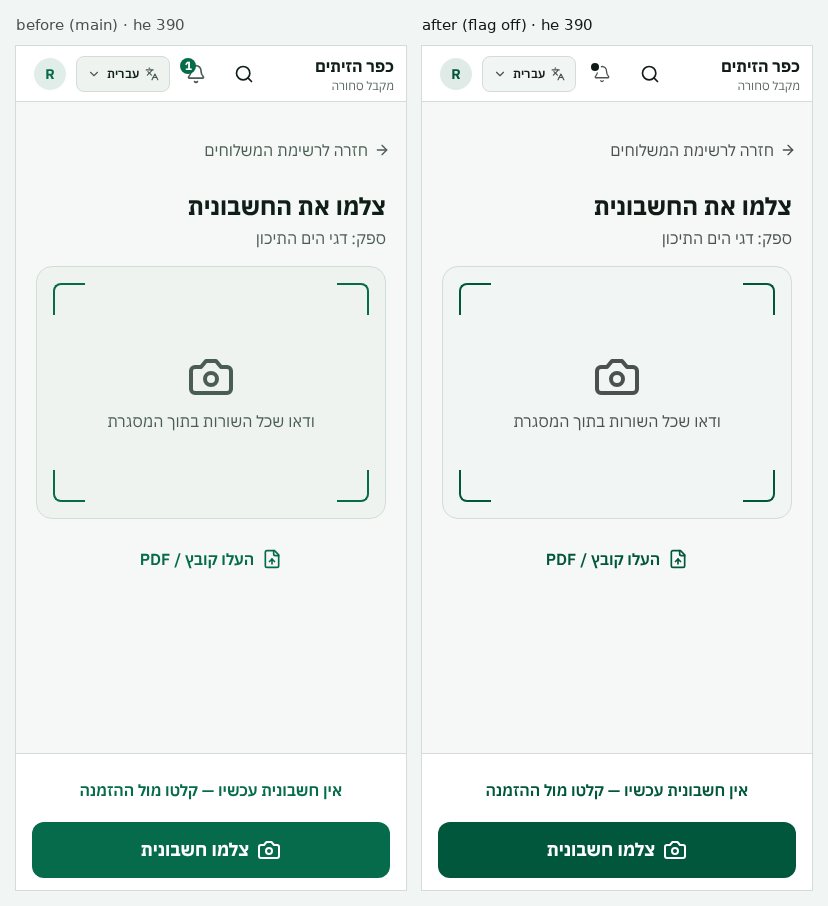 before (main) · he 390
כפר הזיתים
מקבל סחורה
1
עברית
R
חזרה לרשימת המשלוחים
צלמו את החשבונית
ספק: דגי הים התיכון
ודאו שכל השורות בתוך המסגרת
העלו קובץ / PDF
אין חשבונית עכשיו — קלטו מול ההזמנה
צלמו חשבונית
after (flag off) · he 390
כפר הזיתים
מקבל סחורה
עברית
R
חזרה לרשימת המשלוחים
צלמו את החשבונית
ספק: דגי הים התיכון
ודאו שכל השורות בתוך המסגרת
העלו קובץ / PDF
אין חשבונית עכשיו — קלטו מול ההזמנה
צלמו חשבונית